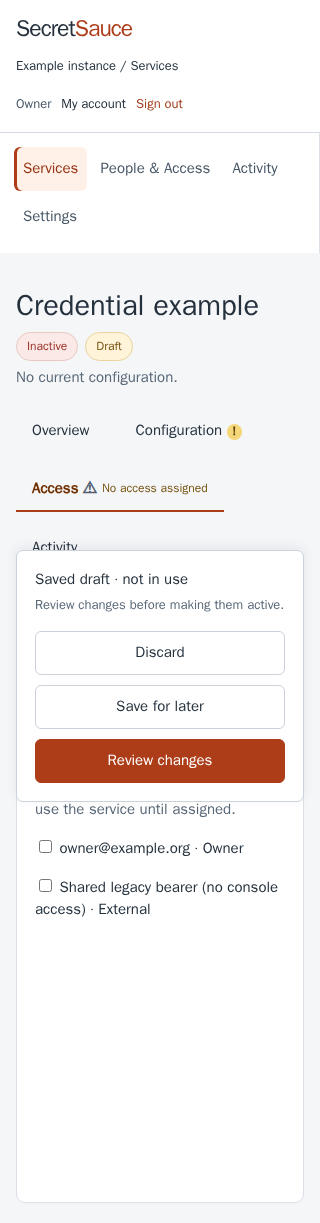 SecretSauce
Example instance / Services
Owner My account Sign out
Services People & Access Activity
Settings
Credential example
Inactive Draft
No current configuration.
Overview Configuration !
Access ⚠ No access assigned
Activity
Saved draft · not in use
Review changes before making them active.
Discard
Save for later
Review changes
use the service until assigned.
owner@example.org · Owner
Shared legacy bearer (no console
access) · External